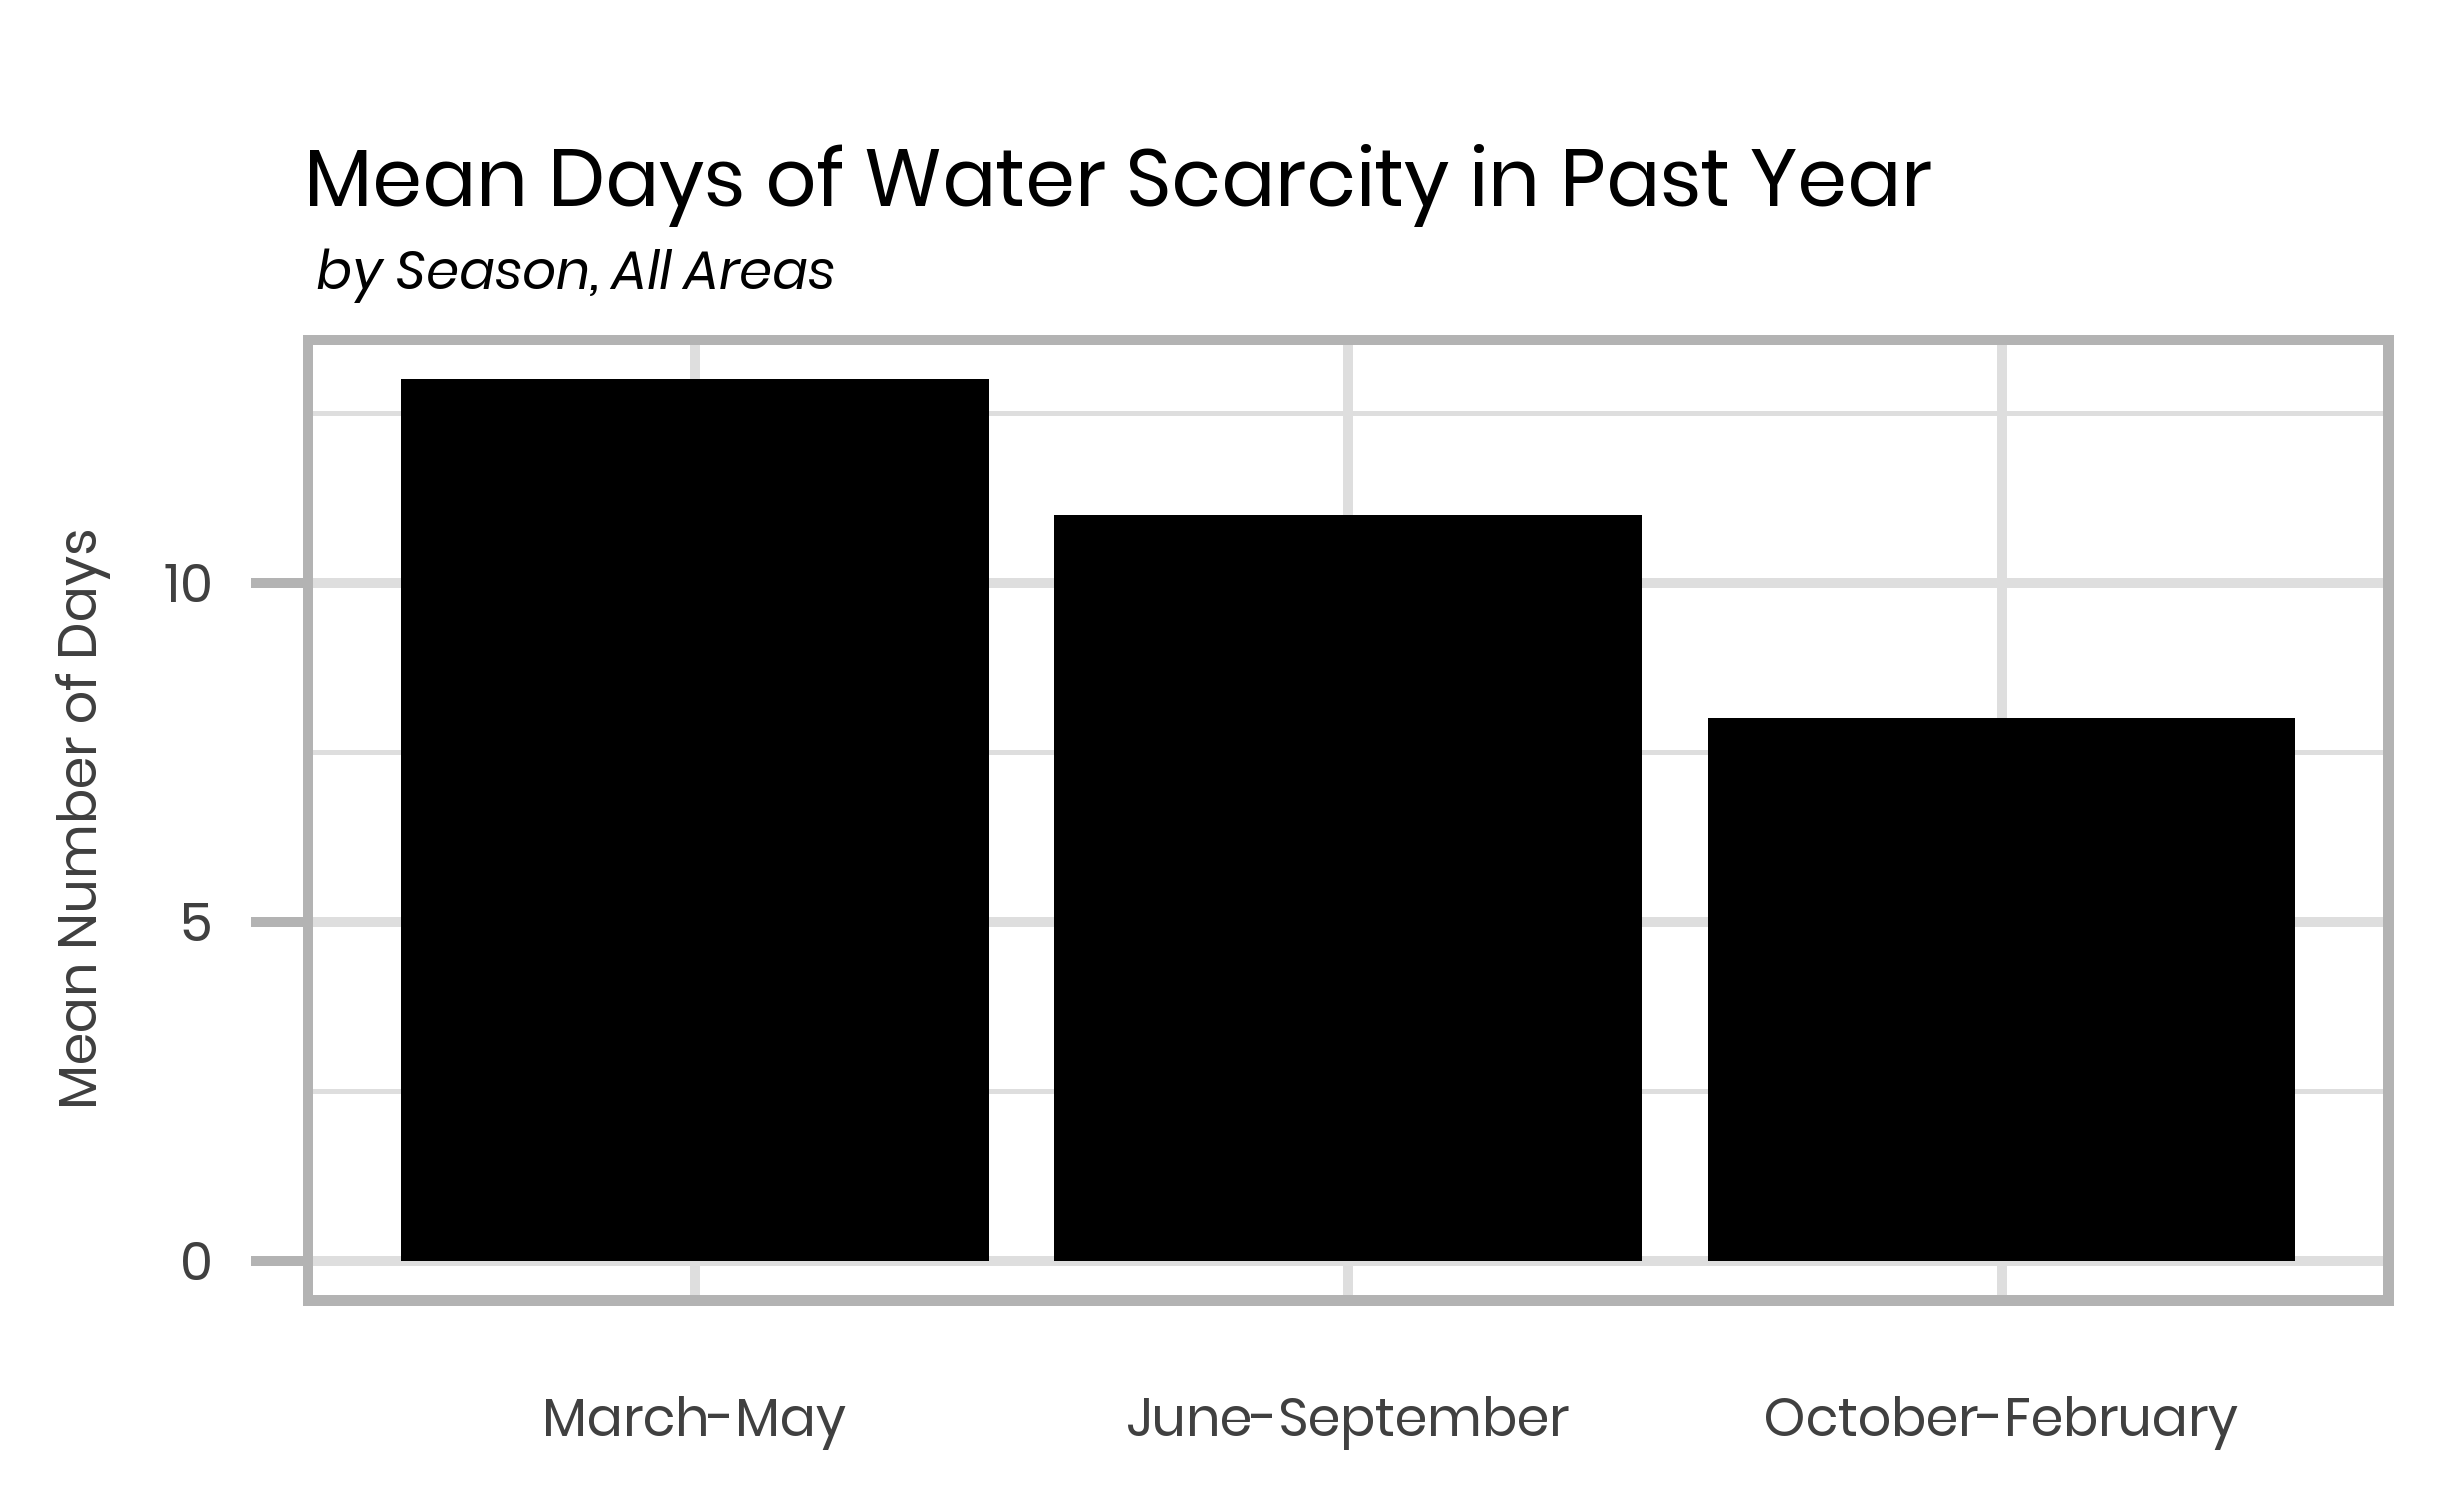 Mean Days of Water Scarcity in Past Year
by Season, All Areas
Mean Number of Days
10
5
0
March-May
June-September
October-February